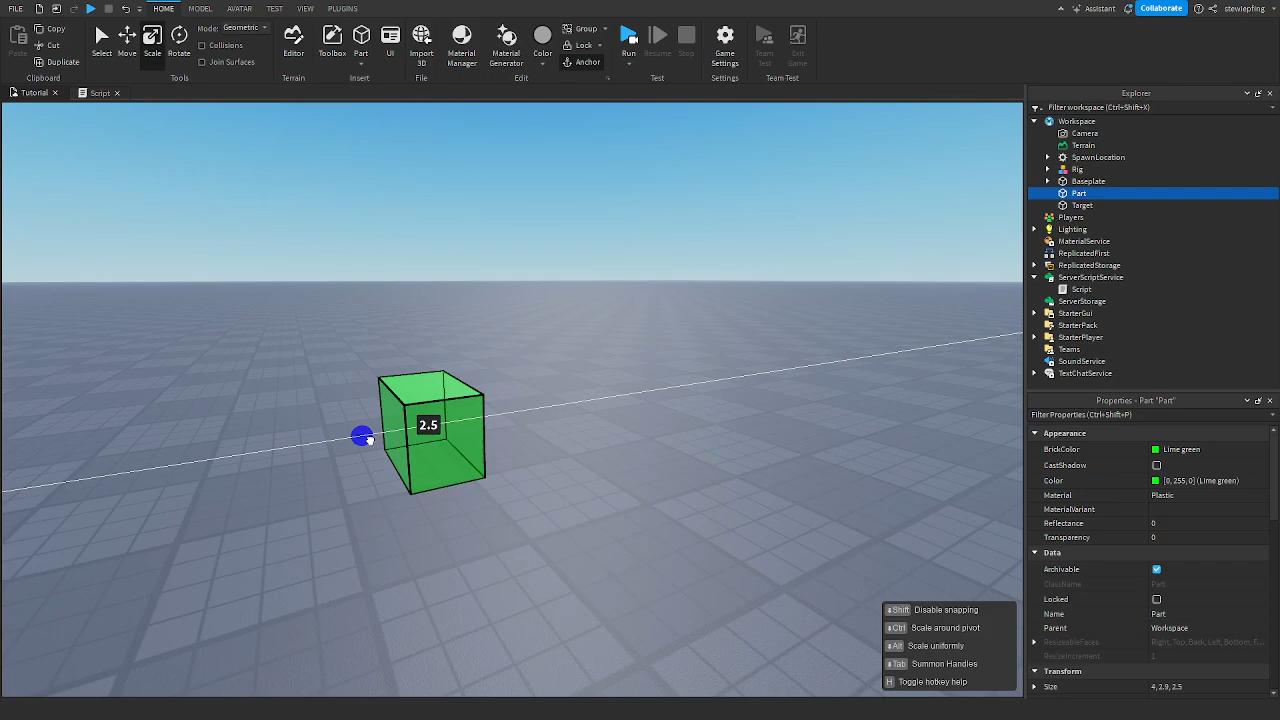 FILE HOME MODEL AVATAR TEST VIEW PLUGINS Assistant Collaborate stewiepfing
Paste Copy Cut Duplicate Clipboard
Select Move Scale Rotate Mode: Geometric Collisions Join Surfaces Tools
Editor Terrain
Toolbox Part UI Insert
Import 3D File
Material Manager Material Generator Color Group Lock Anchor Edit
Run Resume Stop Test
Game Settings Settings
Team Test Exit Game Team Test
Tutorial Script
2.5
Shift Disable snapping
Ctrl Scale around pivot
Alt Scale uniformly
Tab Summon Handles
H Toggle hotkey help
Explorer
Filter workspace (Ctrl+Shift+X)
Workspace
Camera
Terrain
SpawnLocation
Rig
Baseplate
Part
Target
Players
Lighting
MaterialService
ReplicatedFirst
ReplicatedStorage
ServerScriptService
Script
ServerStorage
StarterGui
StarterPack
StarterPlayer
Teams
SoundService
TextChatService
Properties - Part "Part"
Filter Properties (Ctrl+Shift+P)
Appearance
BrickColor Lime green
CastShadow
Color [0, 255, 0] (Lime green)
Material Plastic
MaterialVariant
Reflectance 0
Transparency 0
Data
Archivable
ClassName Part
Locked
Name Part
Parent Workspace
ResizeableFaces Right, Top, Back, Left, Bottom, F...
ResizeIncrement 1
Transform
Size 4, 2.9, 2.5